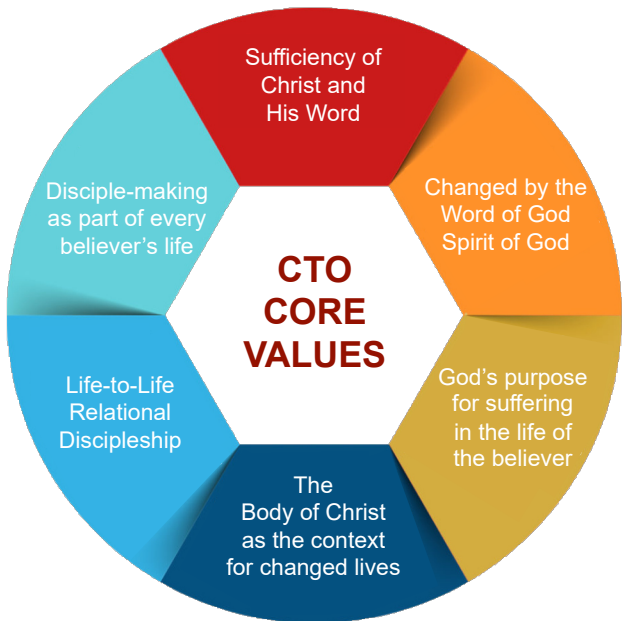 Sufficiency of
Christ and
His Word
Changed by the
Word of God
Spirit of God
God's purpose
for suffering
in the life of
the believer
The
Body of Christ
as the context
for changed lives
Life-to-Life
Relational
Discipleship
Disciple-making
as part of every
believer's life
CTO
CORE
VALUES